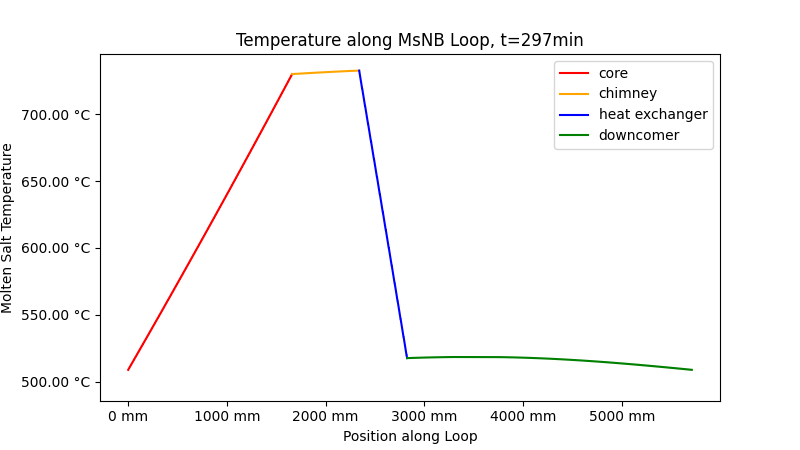 Temperature along MsNB Loop, t=297min
core
chimney
heat exchanger
downcomer
700.00 °C
650.00 °C
600.00 °C
550.00 °C
500.00 °C
Molten Salt Temperature
0 mm
1000 mm
2000 mm
3000 mm
4000 mm
5000 mm
Position along Loop